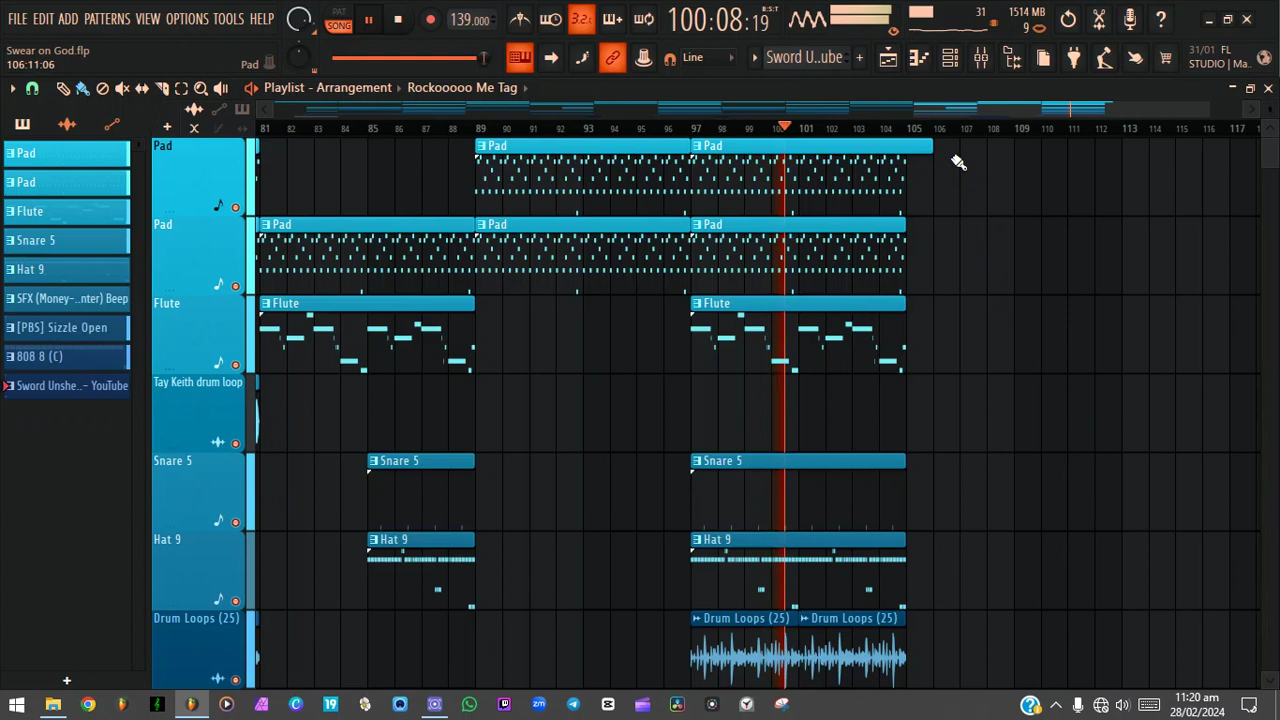 FILE EDIT ADD PATTERNS VIEW OPTIONS TOOLS HELP
PAT
SONG
139.000
3.2
100:08:19
B:S:T
31
1514 MB
9
Swear on God.flp
106:11:06
Pad
Line
Sword U..ube
31/01 FL
STUDIO | Ma..
Playlist - Arrangement
Rockooooo Me Tag
81 82 83 84 85 86 87 88 89 90 91 92 93 94 95 96 97 98 99 100 101 102 103 104 105 106 107 108 109 110 111 112 113 114 115 116 117
Pad
Pad
Flute
Snare 5
Hat 9
SFX (Money-..nter) Beep
[PBS] Sizzle Open
808 8 (C)
Sword Unshe..- YouTube
Pad
Pad
Pad
Pad
Pad
Pad
Pad
Flute
Flute
Flute
Tay Keith drum loop
Snare 5
Snare 5
Snare 5
Hat 9
Hat 9
Hat 9
Drum Loops (25)
Drum Loops (25)
Drum Loops (25)
19
zm
11:20 am
28/02/2024